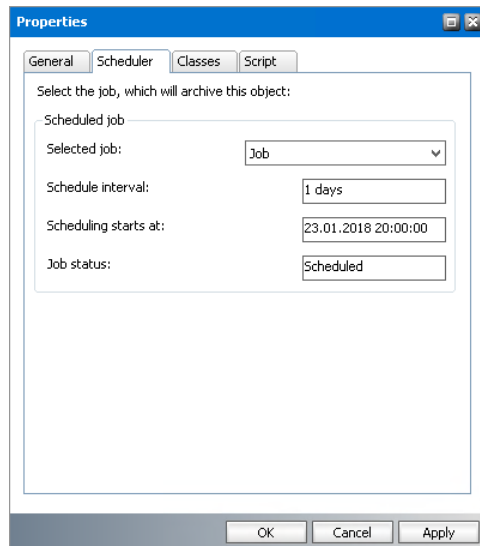 Properties
General Scheduler Classes Script
Select the job, which will archive this object:
Scheduled job
Selected job: Job
Schedule interval: 1 days
Scheduling starts at: 23.01.2018 20:00:00
Job status: Scheduled
OK Cancel Apply